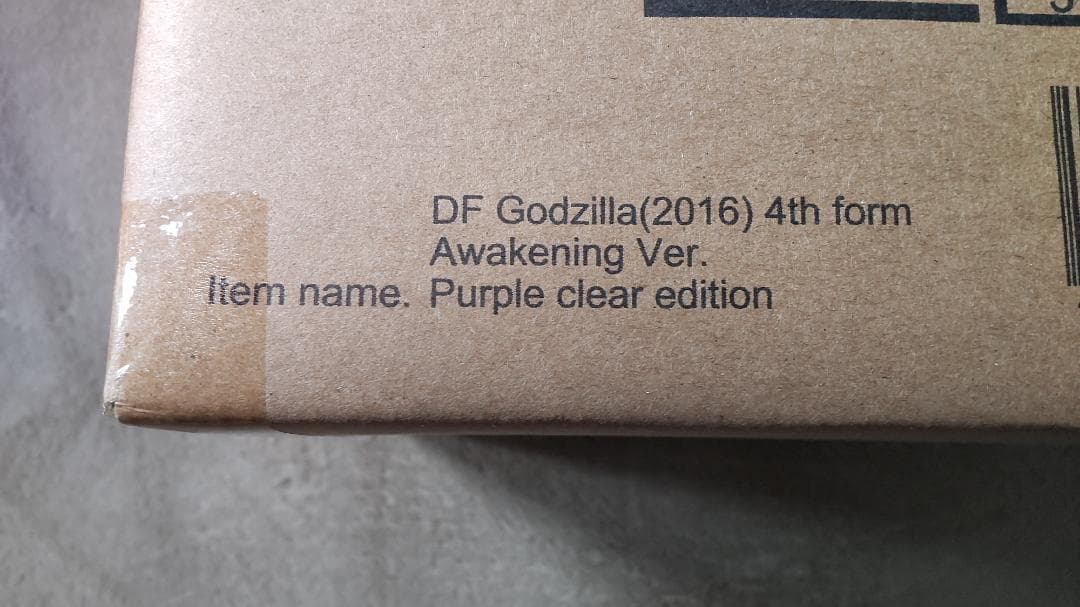 DF Godzilla(2016) 4th form
Awakening Ver.
Item name. Purple clear edition